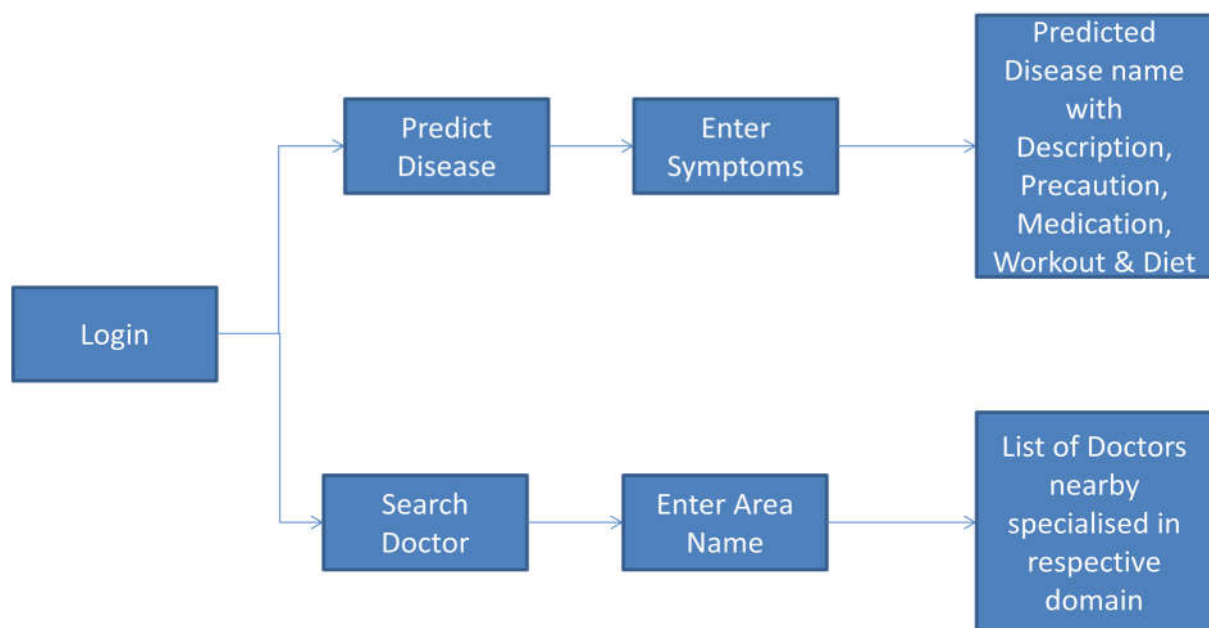 Login
Predict
Disease
Enter
Symptoms
Predicted
Disease name
with
Description,
Precaution,
Medication,
Workout & Diet
Search
Doctor
Enter Area
Name
List of Doctors
nearby
specialised in
respective
domain